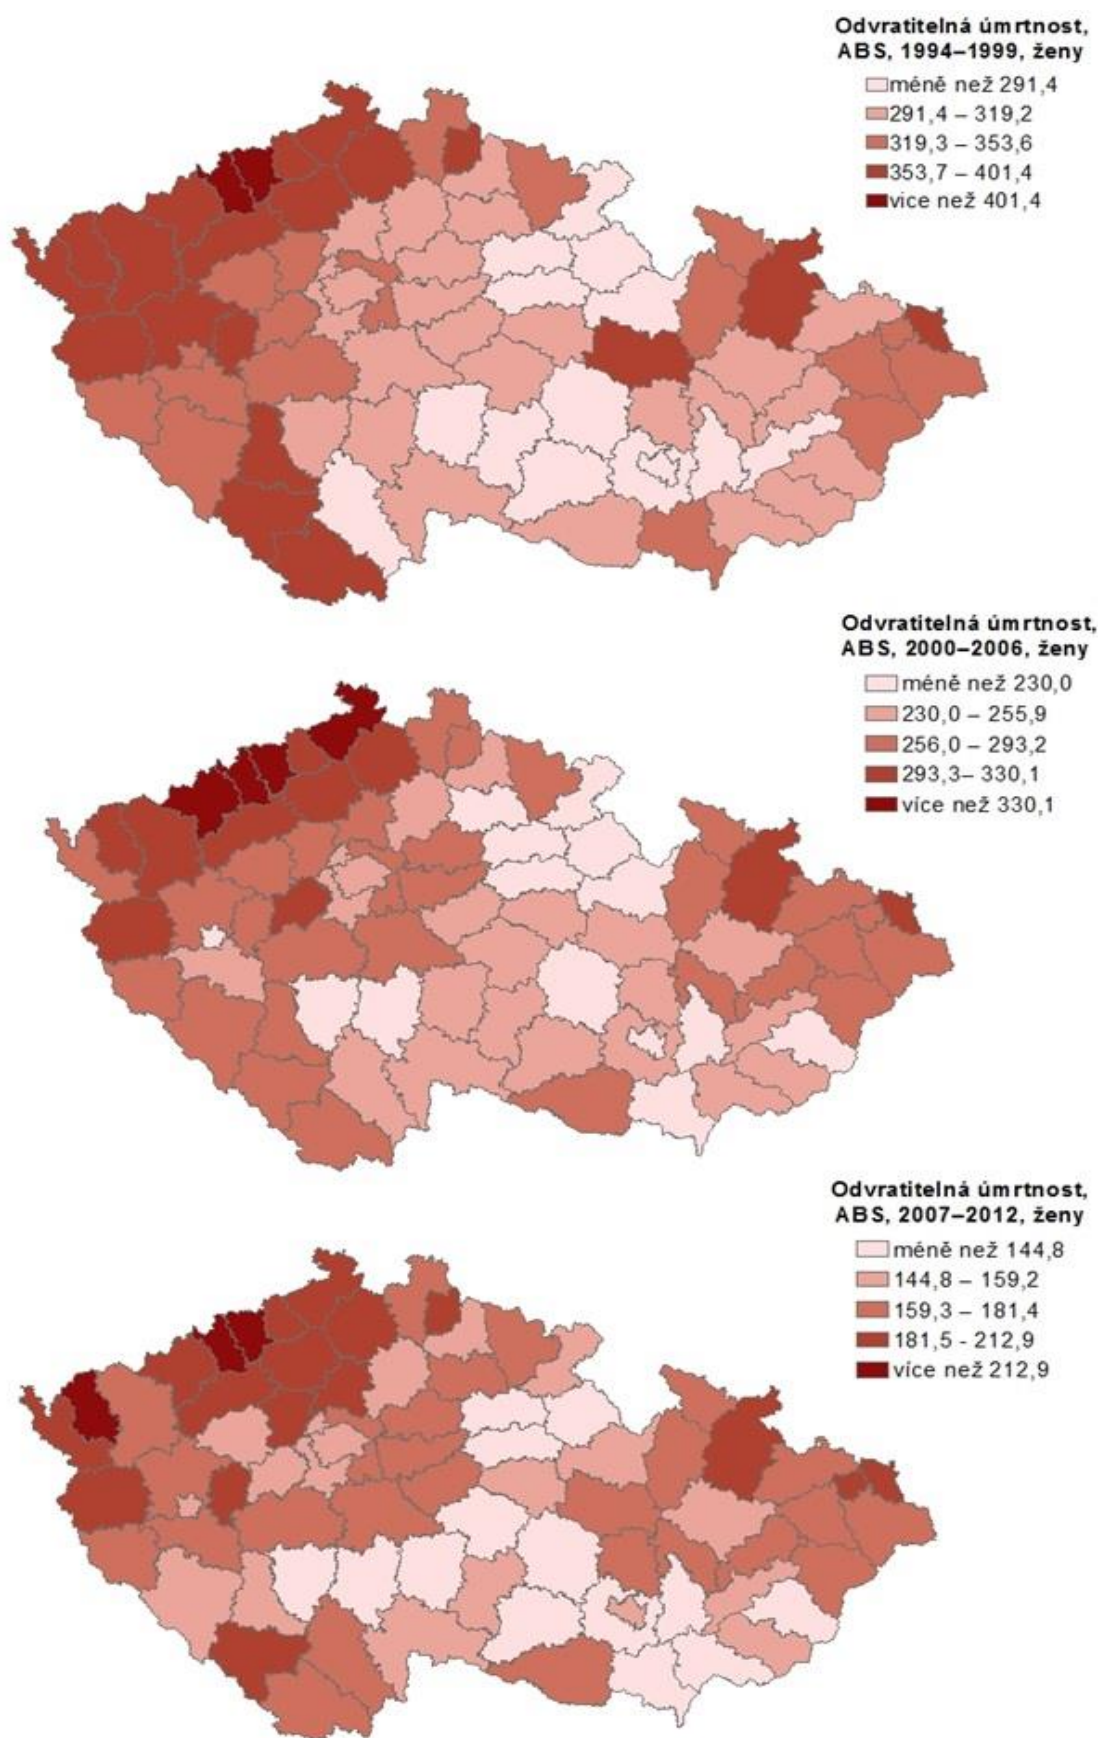 Odvratitelná úmrtnost,
ABS, 1994–1999, ženy
méně než 291,4
291,4 – 319,2
319,3 – 353,6
353,7 – 401,4
více než 401,4
Odvratitelná úmrtnost,
ABS, 2000–2006, ženy
méně než 230,0
230,0 – 255,9
256,0 – 293,2
293,3– 330,1
více než 330,1
Odvratitelná úmrtnost,
ABS, 2007–2012, ženy
méně než 144,8
144,8 – 159,2
159,3 – 181,4
181,5 - 212,9
více než 212,9